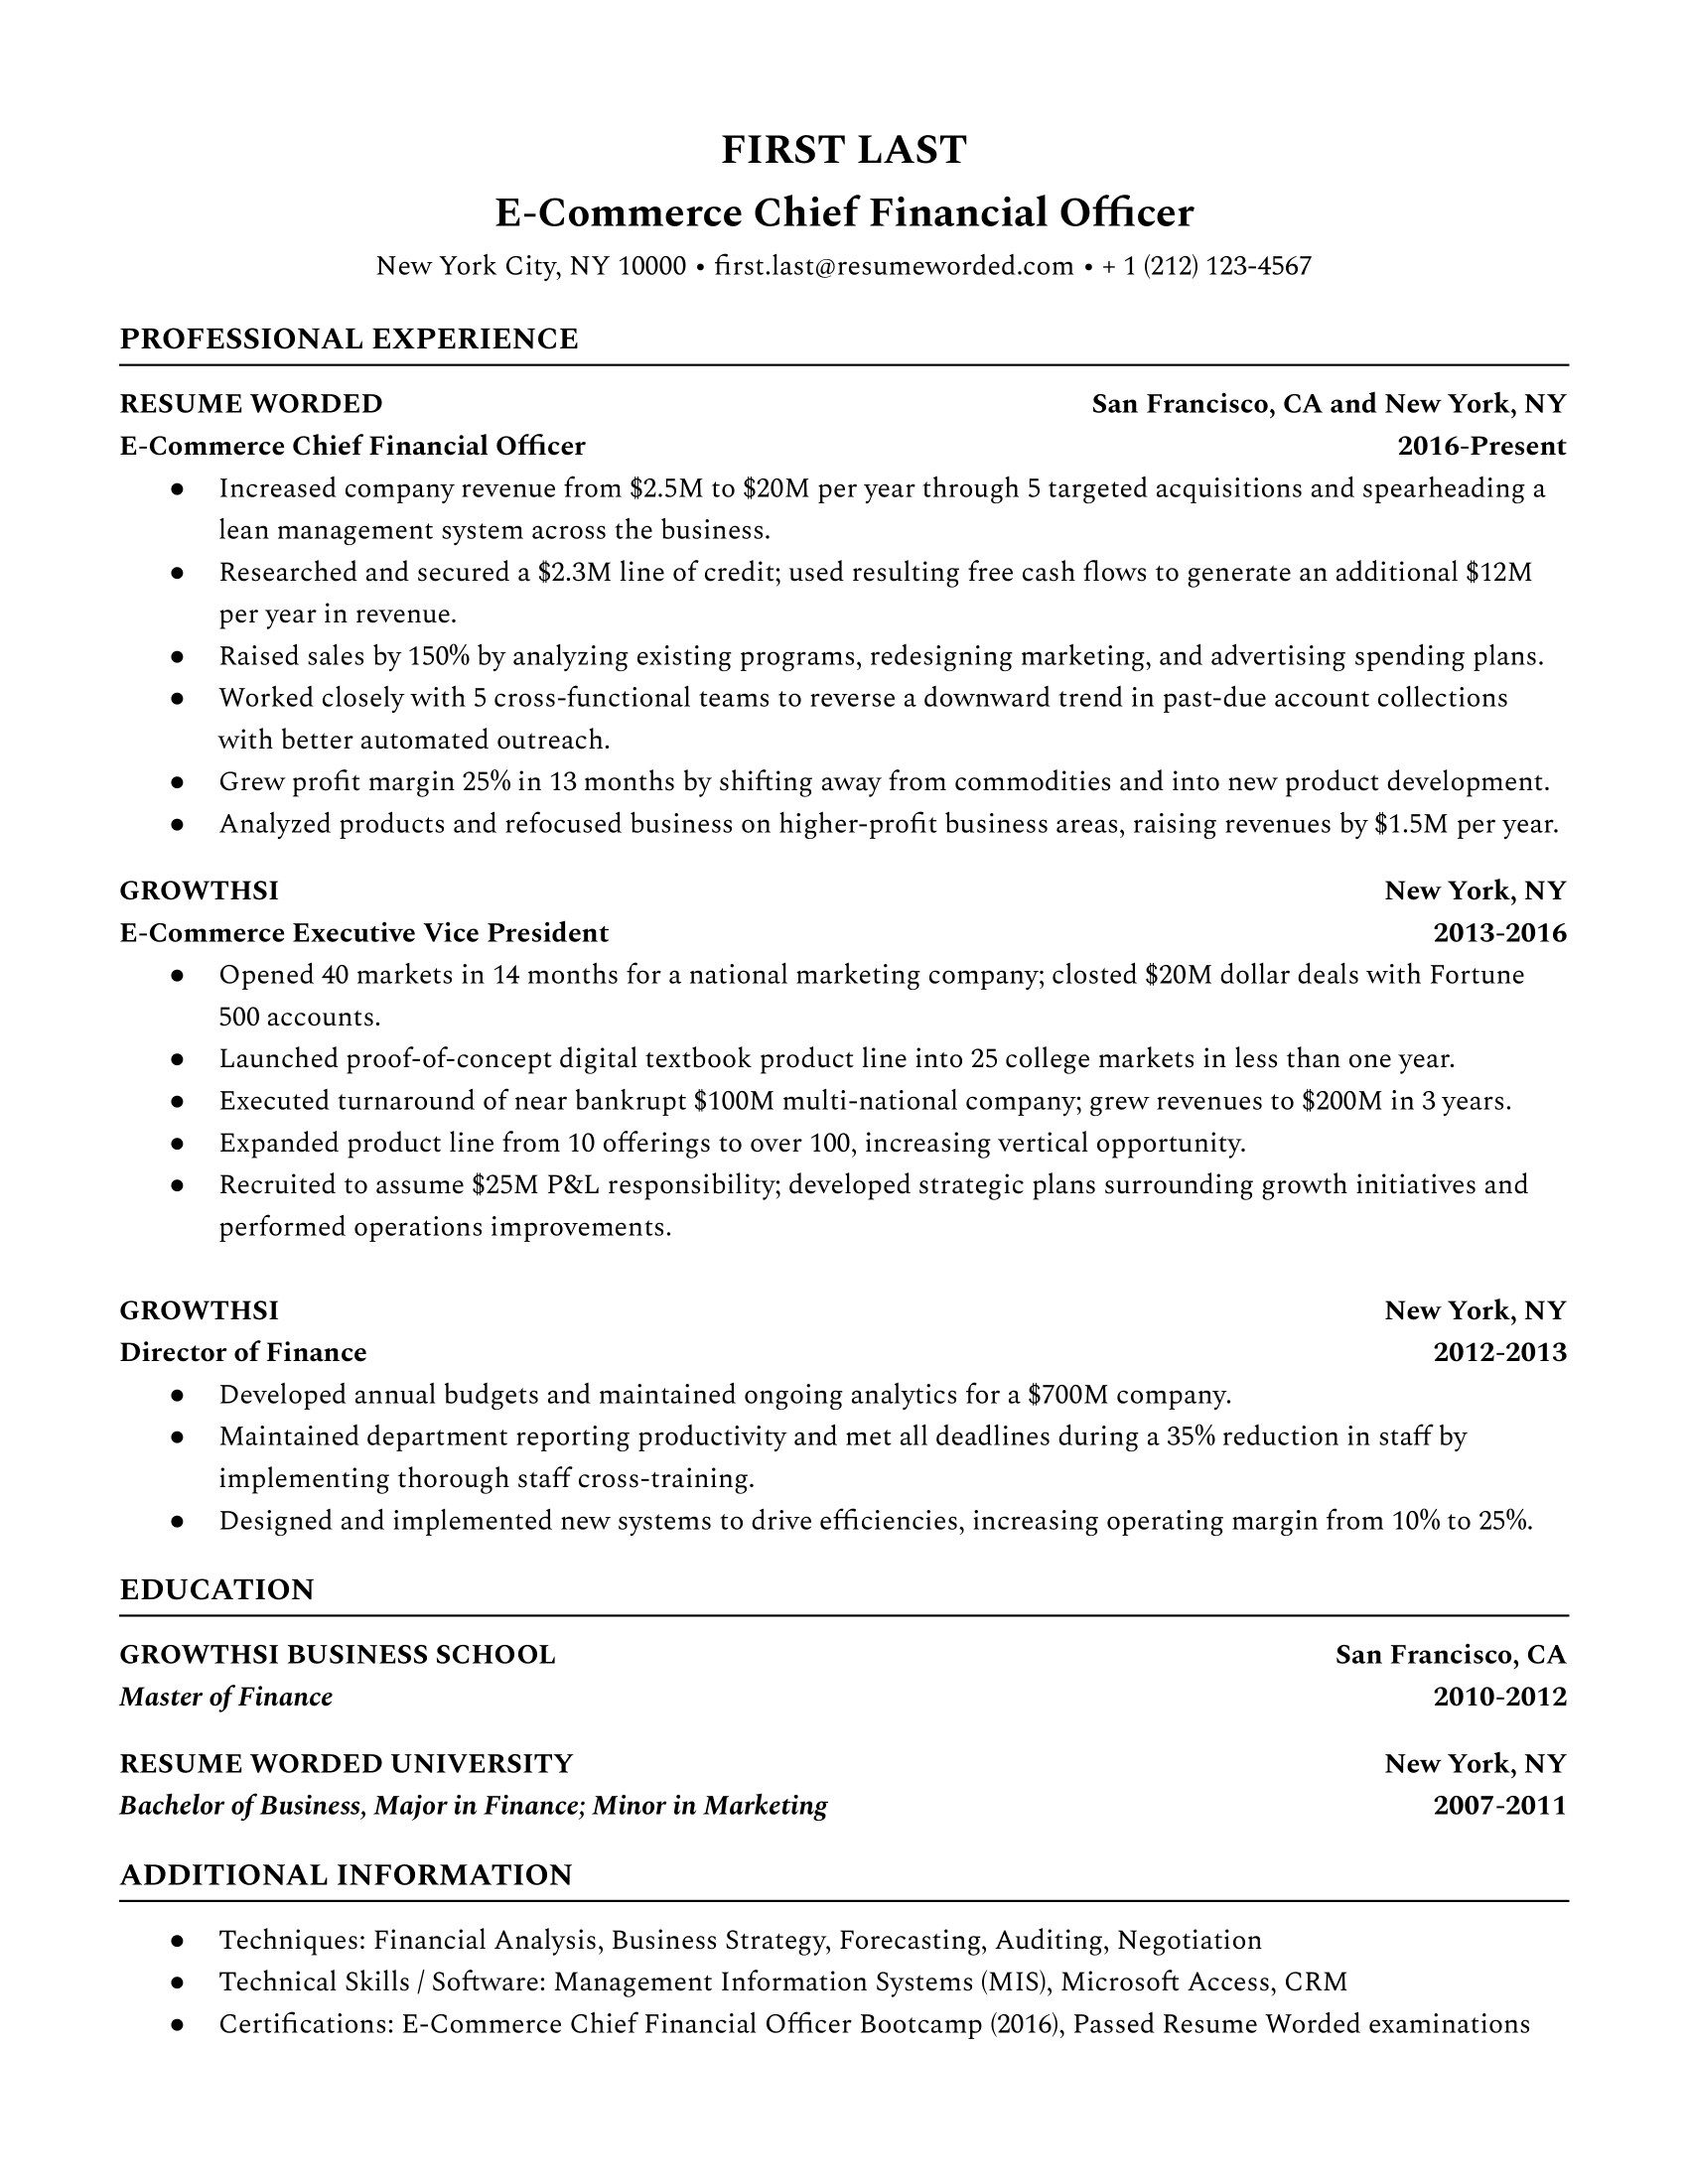 FIRST LAST
E-Commerce Chief Financial Officer
New York City, NY 10000 • first.last@resumeworded.com • + 1 (212) 123-4567
PROFESSIONAL EXPERIENCE
RESUME WORDED San Francisco, CA and New York, NY
E-Commerce Chief Financial Officer 2016-Present
● Increased company revenue from $2.5M to $20M per year through 5 targeted acquisitions and spearheading a
lean management system across the business.
● Researched and secured a $2.3M line of credit; used resulting free cash flows to generate an additional $12M
per year in revenue.
● Raised sales by 150% by analyzing existing programs, redesigning marketing, and advertising spending plans.
● Worked closely with 5 cross-functional teams to reverse a downward trend in past-due account collections
with better automated outreach.
● Grew profit margin 25% in 13 months by shifting away from commodities and into new product development.
● Analyzed products and refocused business on higher-profit business areas, raising revenues by $1.5M per year.
GROWTHSI New York, NY
E-Commerce Executive Vice President 2013-2016
● Opened 40 markets in 14 months for a national marketing company; closted $20M dollar deals with Fortune
500 accounts.
● Launched proof-of-concept digital textbook product line into 25 college markets in less than one year.
● Executed turnaround of near bankrupt $100M multi-national company; grew revenues to $200M in 3 years.
● Expanded product line from 10 offerings to over 100, increasing vertical opportunity.
● Recruited to assume $25M P&L responsibility; developed strategic plans surrounding growth initiatives and
performed operations improvements.
GROWTHSI New York, NY
Director of Finance 2012-2013
● Developed annual budgets and maintained ongoing analytics for a $700M company.
● Maintained department reporting productivity and met all deadlines during a 35% reduction in staff by
implementing thorough staff cross-training.
● Designed and implemented new systems to drive efficiencies, increasing operating margin from 10% to 25%.
EDUCATION
GROWTHSI BUSINESS SCHOOL San Francisco, CA
Master of Finance 2010-2012
RESUME WORDED UNIVERSITY New York, NY
Bachelor of Business, Major in Finance; Minor in Marketing 2007-2011
ADDITIONAL INFORMATION
● Techniques: Financial Analysis, Business Strategy, Forecasting, Auditing, Negotiation
● Technical Skills / Software: Management Information Systems (MIS), Microsoft Access, CRM
● Certifications: E-Commerce Chief Financial Officer Bootcamp (2016), Passed Resume Worded examinations